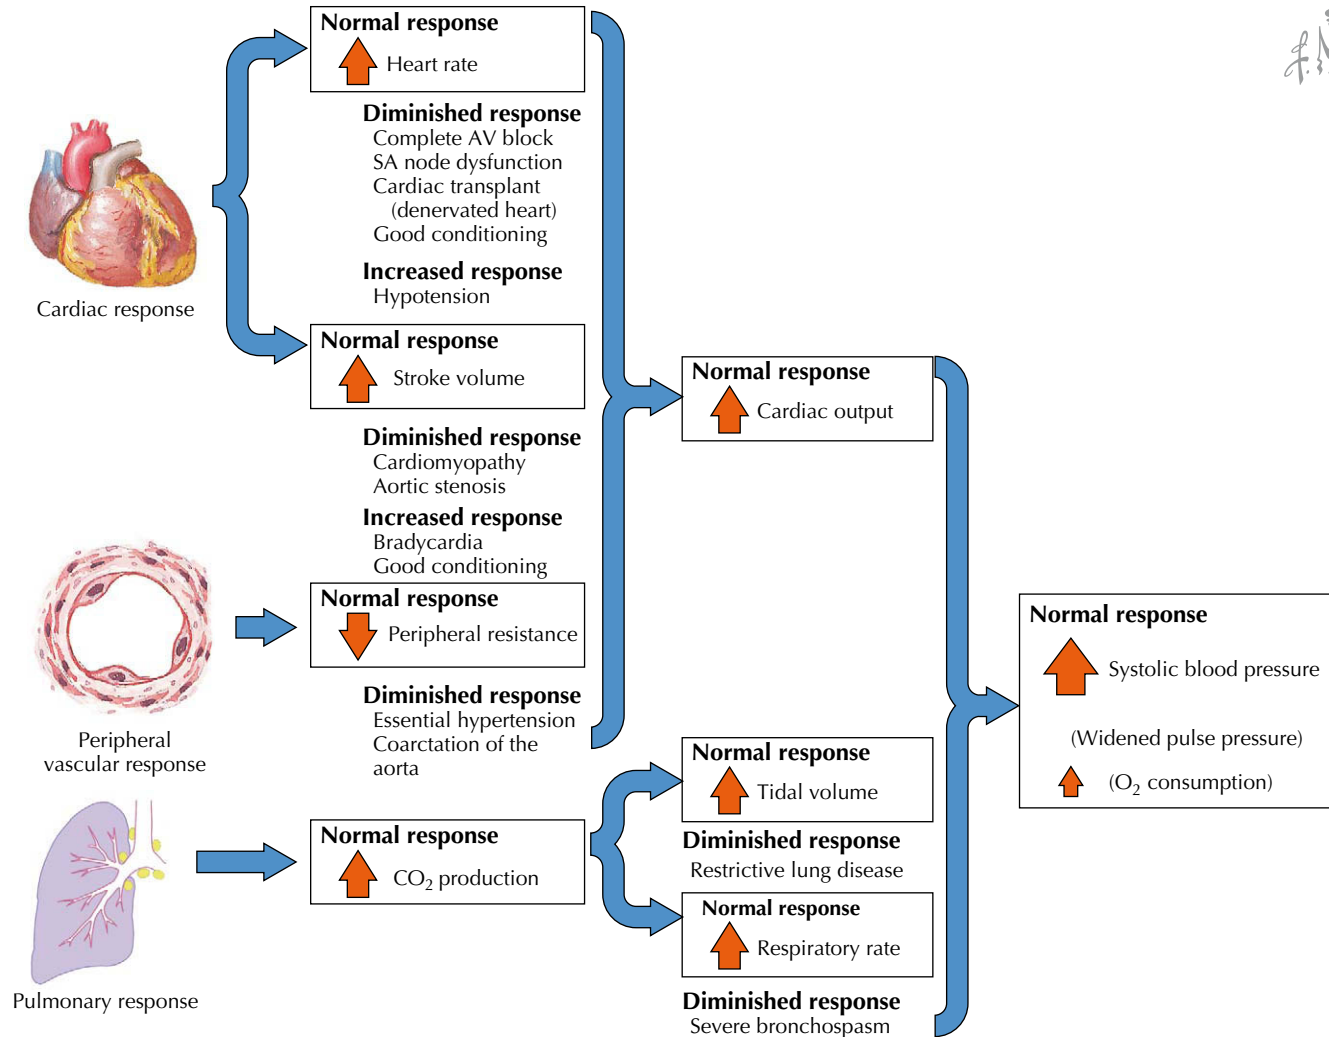 Normal response
Heart rate
Diminished response
Complete AV block
SA node dysfunction
Cardiac transplant
(denervated heart)
Good conditioning
Increased response
Hypotension
Cardiac response
Normal response
Stroke volume
Diminished response
Cardiomyopathy
Aortic stenosis
Increased response
Bradycardia
Good conditioning
Normal response
Peripheral resistance
Diminished response
Essential hypertension
Coarctation of the
aorta
Peripheral
vascular response
Normal response
CO₂ production
Pulmonary response
Normal response
Cardiac output
Normal response
Tidal volume
Diminished response
Restrictive lung disease
Normal response
Respiratory rate
Diminished response
Severe bronchospasm
Normal response
Systolic blood pressure
(Widened pulse pressure)
(O₂ consumption)